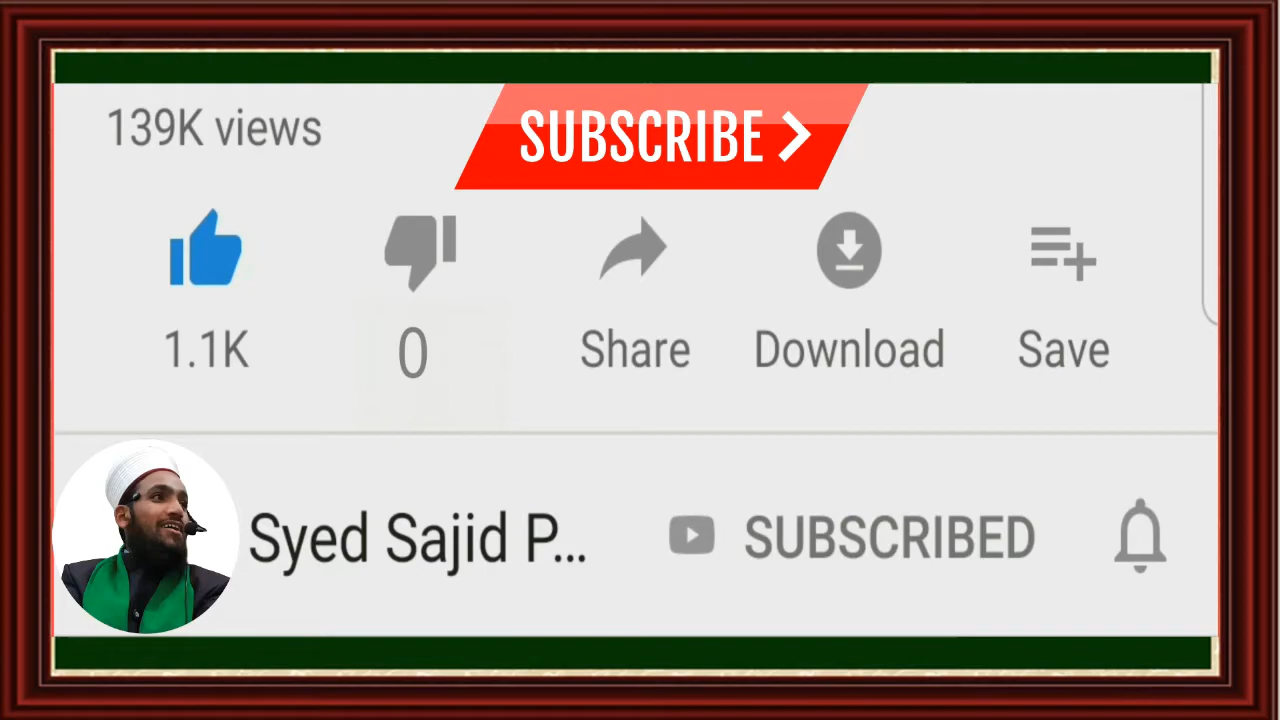 139K views
SUBSCRIBE
1.1K
0
Share
Download
Save
Syed Sajid P...
SUBSCRIBED